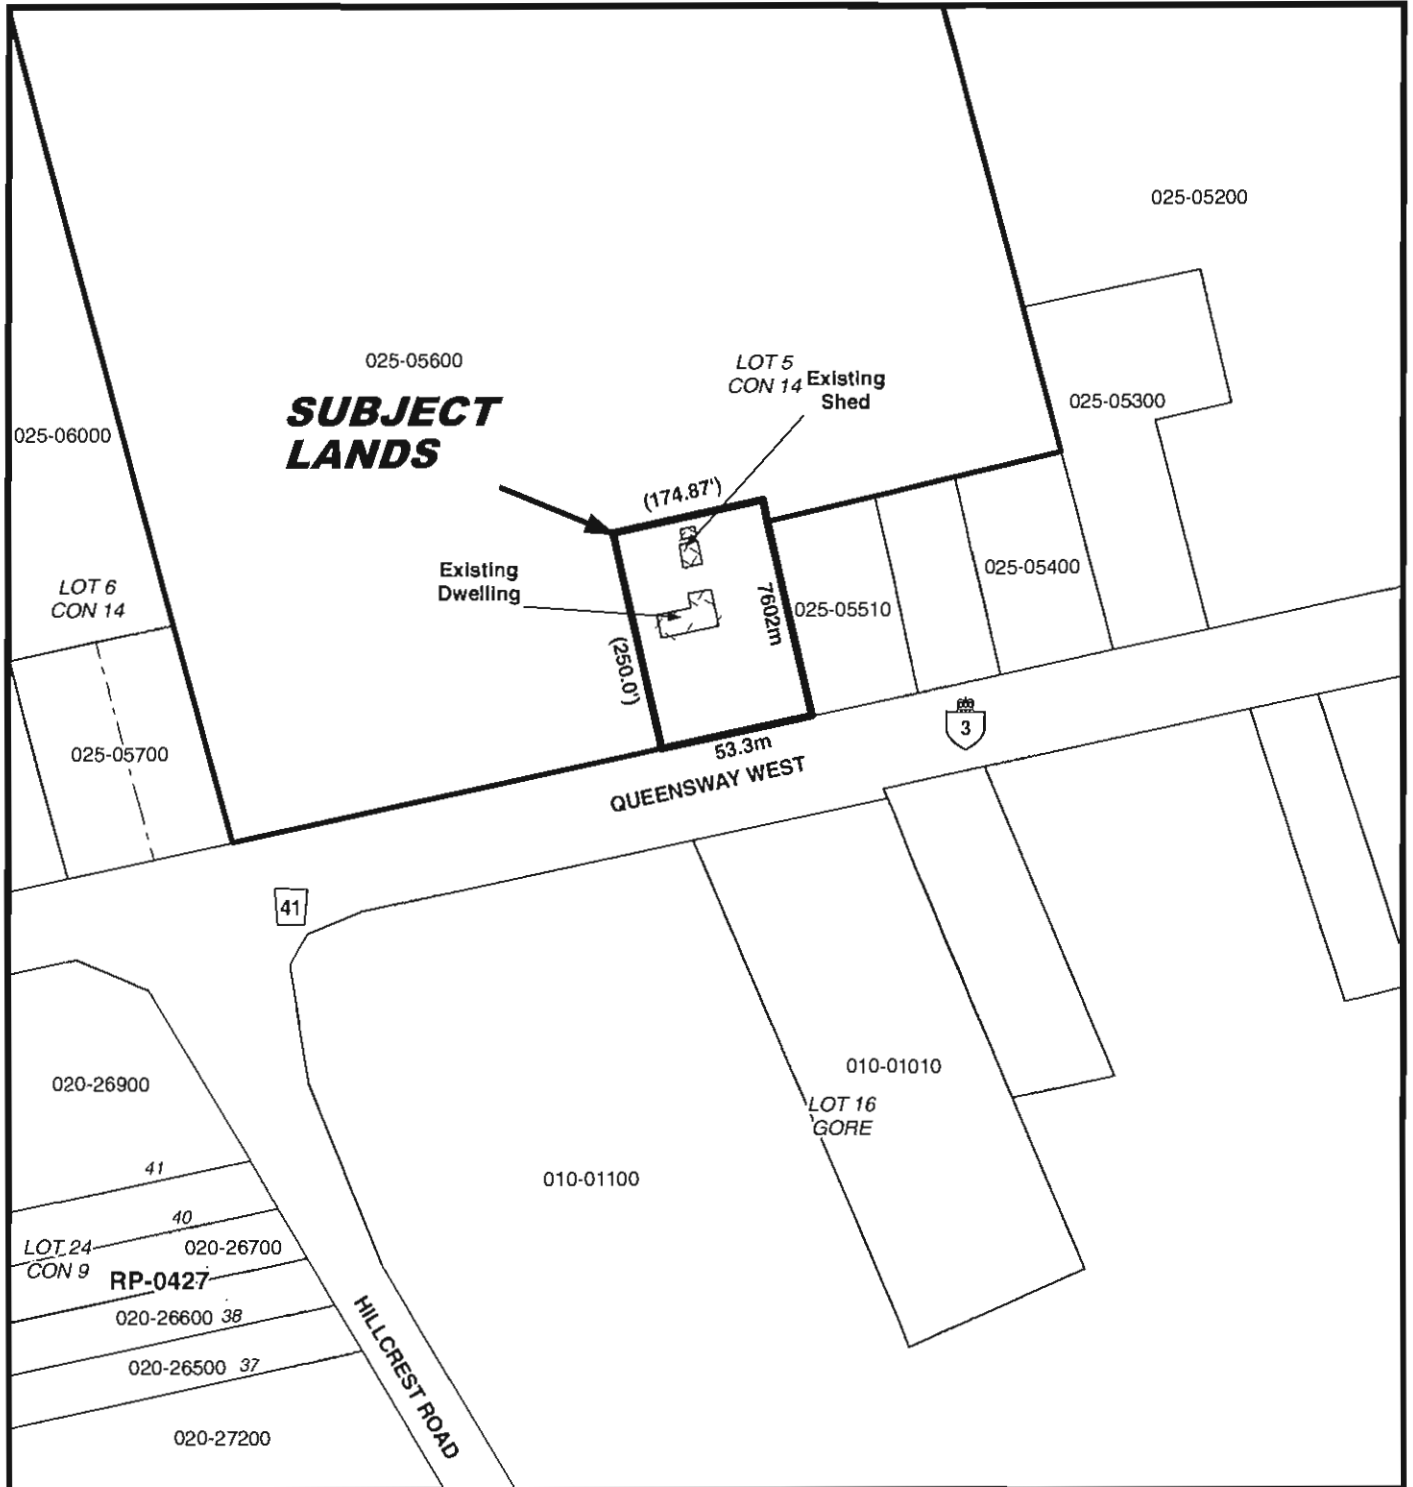 025-05200
025-05600
LOT 5
CON 14
Existing
Shed
SUBJECT
LANDS
025-05300
025-06000
(174.87')
Existing
Dwelling
025-05400
LOT 6
CON 14
7602m
025-05510
(250.0')
3
025-05700
53.3m
QUEENSWAY WEST
41
020-26900
010-01010
LOT 16
GORE
41
010-01100
40
LOT 24
CON 9
020-26700
RP-0427
020-26600 38
020-26500 37
HILLCREST ROAD
020-27200